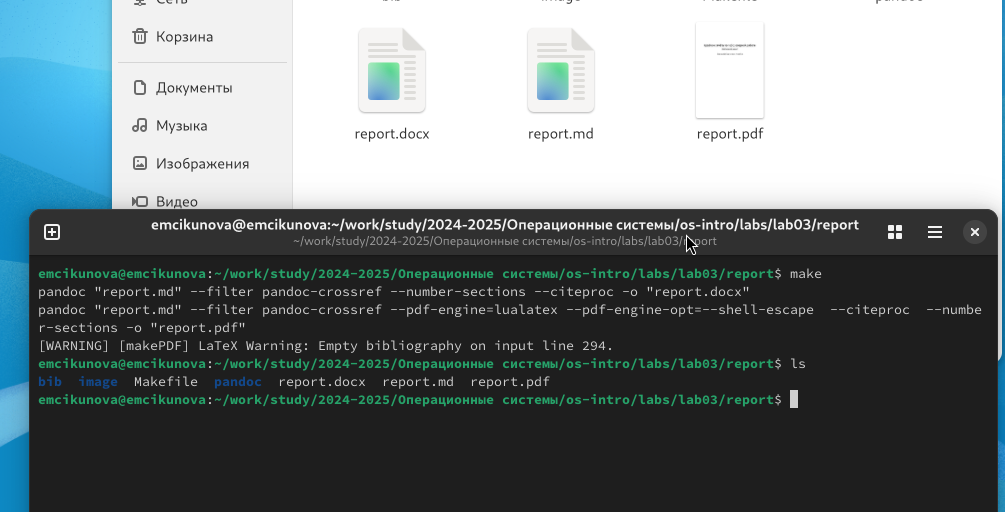 Сеть
Корзина
Документы
Музыка
Изображения
Видео
bib
image
Makefile
pandoc
report.docx
report.md
report.pdf
emcikunova@emcikunova:~/work/study/2024-2025/Операционные системы/os-intro/labs/lab03/report
~/work/study/2024-2025/Операционные системы/os-intro/labs/lab03/report
emcikunova@emcikunova:~/work/study/2024-2025/Операционные системы/os-intro/labs/lab03/report$ make
pandoc "report.md" --filter pandoc-crossref --number-sections --citeproc -o "report.docx"
pandoc "report.md" --filter pandoc-crossref --pdf-engine=lualatex --pdf-engine-opt=--shell-escape  --citeproc  --numbe
r-sections -o "report.pdf"
[WARNING] [makePDF] LaTeX Warning: Empty bibliography on input line 294.
emcikunova@emcikunova:~/work/study/2024-2025/Операционные системы/os-intro/labs/lab03/report$ ls
bib  image  Makefile  pandoc  report.docx  report.md  report.pdf
emcikunova@emcikunova:~/work/study/2024-2025/Операционные системы/os-intro/labs/lab03/report$